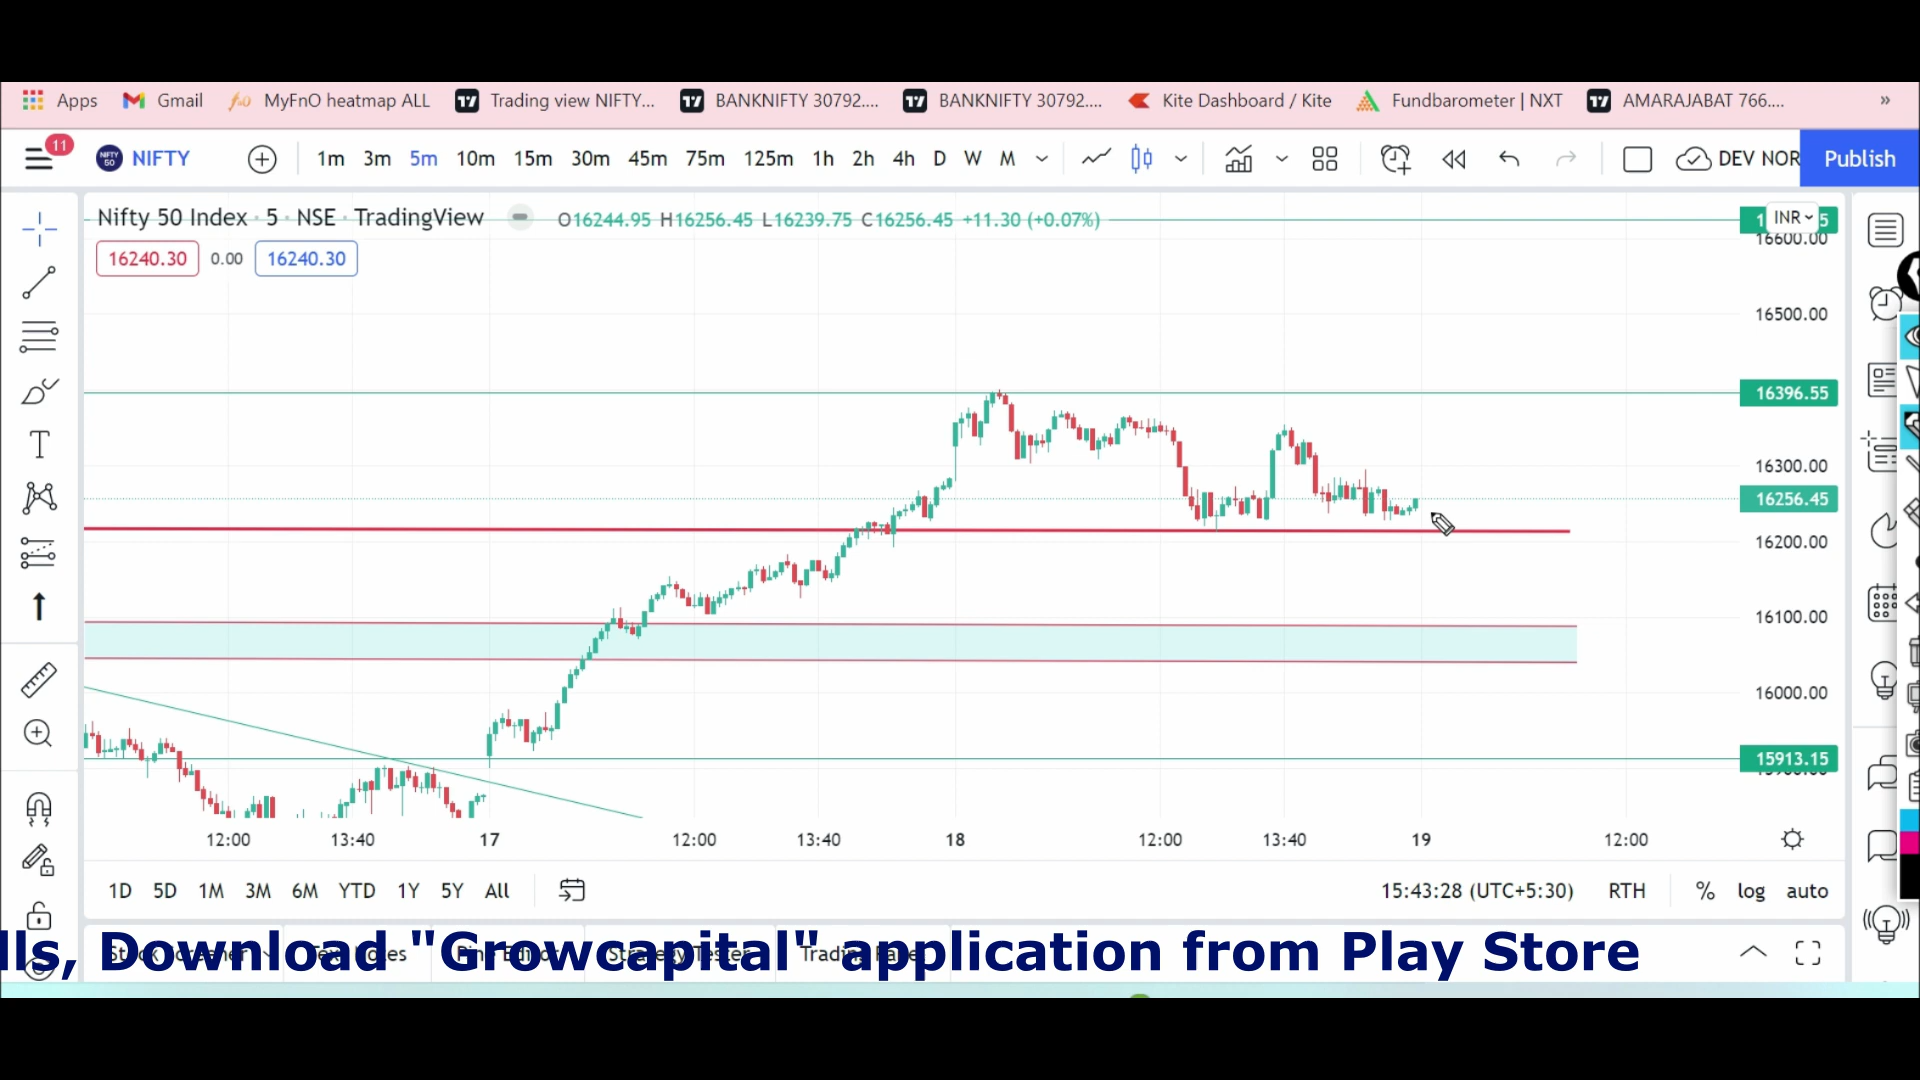 Apps Gmail MyFnO heatmap ALL Trading view NIFTY... BANKNIFTY 30792.... BANKNIFTY 30792.... Kite Dashboard / Kite Fundbarometer | NXT AMARAJABAT 766.... »
11 NIFTY 50 NIFTY 1m 3m 5m 10m 15m 30m 45m 75m 125m 1h 2h 4h D W M DEV NOR Publish
Nifty 50 Index · 5 · NSE · TradingView O16244.95 H16256.45 L16239.75 C16256.45 +11.30 (+0.07%)
INR
16600.00
16240.30 0.00 16240.30
16500.00
16396.55
16300.00
16256.45
16200.00
16100.00
16000.00
15913.15
12:00 13:40 17 12:00 13:40 18 12:00 13:40 19 12:00
1D 5D 1M 3M 6M YTD 1Y 5Y All 15:43:28 (UTC+5:30) RTH % log auto
lls, Download "Growcapital" application from Play Store